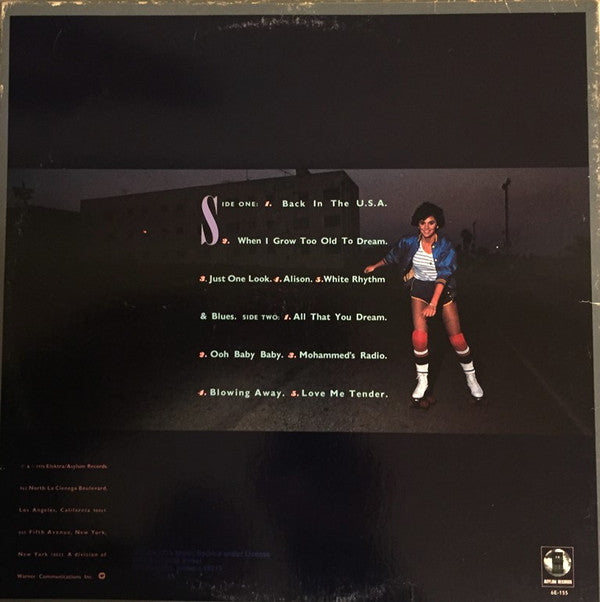 SIDE ONE: 1. Back In The U.S.A.
2. When I Grow Too Old To Dream.
3. Just One Look. 4. Alison. 5. White Rhythm
& Blues. SIDE TWO: 1. All That You Dream.
2. Ooh Baby Baby. 3. Mohammed's Radio.
4. Blowing Away. 5. Love Me Tender.
℗ & © 1978 Elektra/Asylum Records
North La Cienega Boulevard,
Los Angeles, California
Fifth Avenue, New York,
New York A division of
Warner Communications Inc.
under License
ASYLUM RECORDS
6E-155